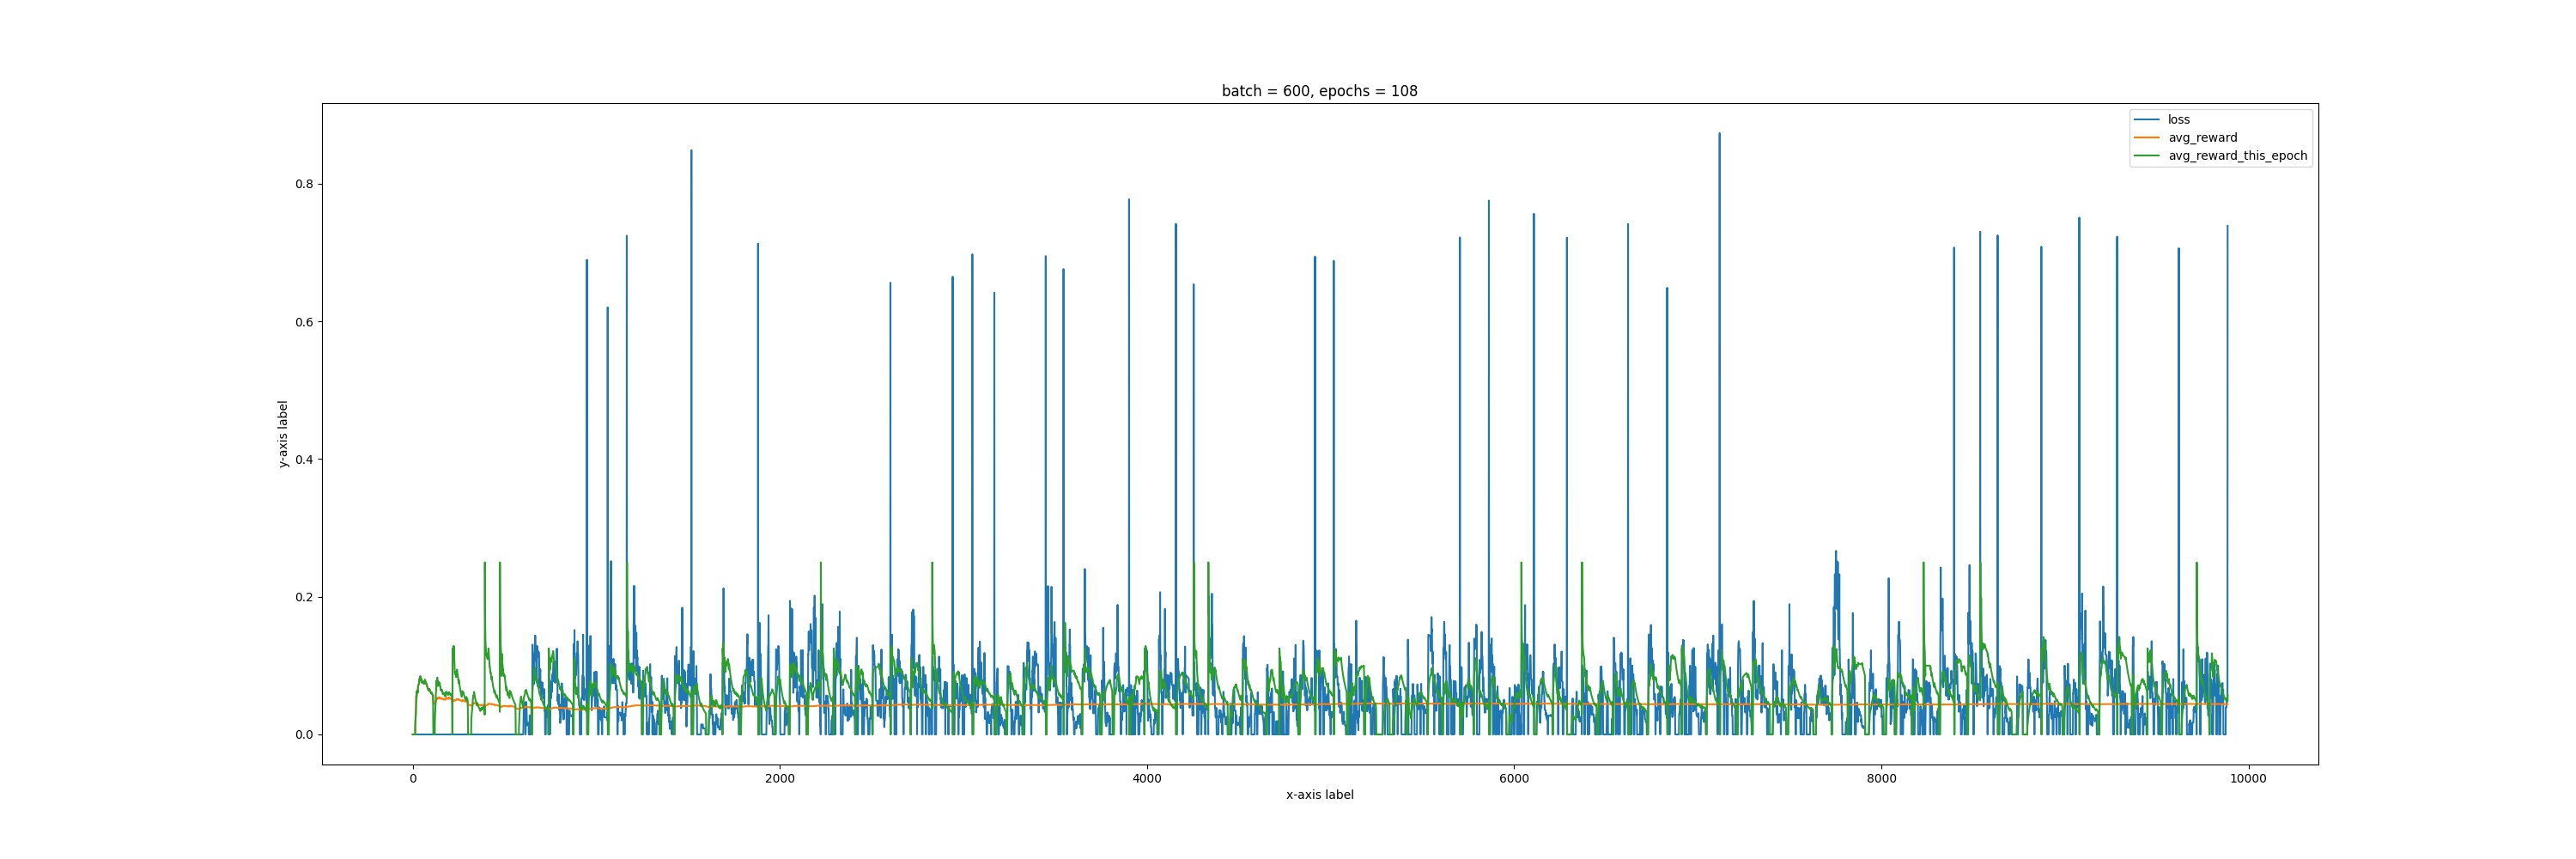 batch = 600, epochs = 108
loss
avg_reward
avg_reward_this_epoch
y-axis label
0.8
0.6
0.4
0.2
0.0
0 2000 4000 6000 8000 10000
x-axis label